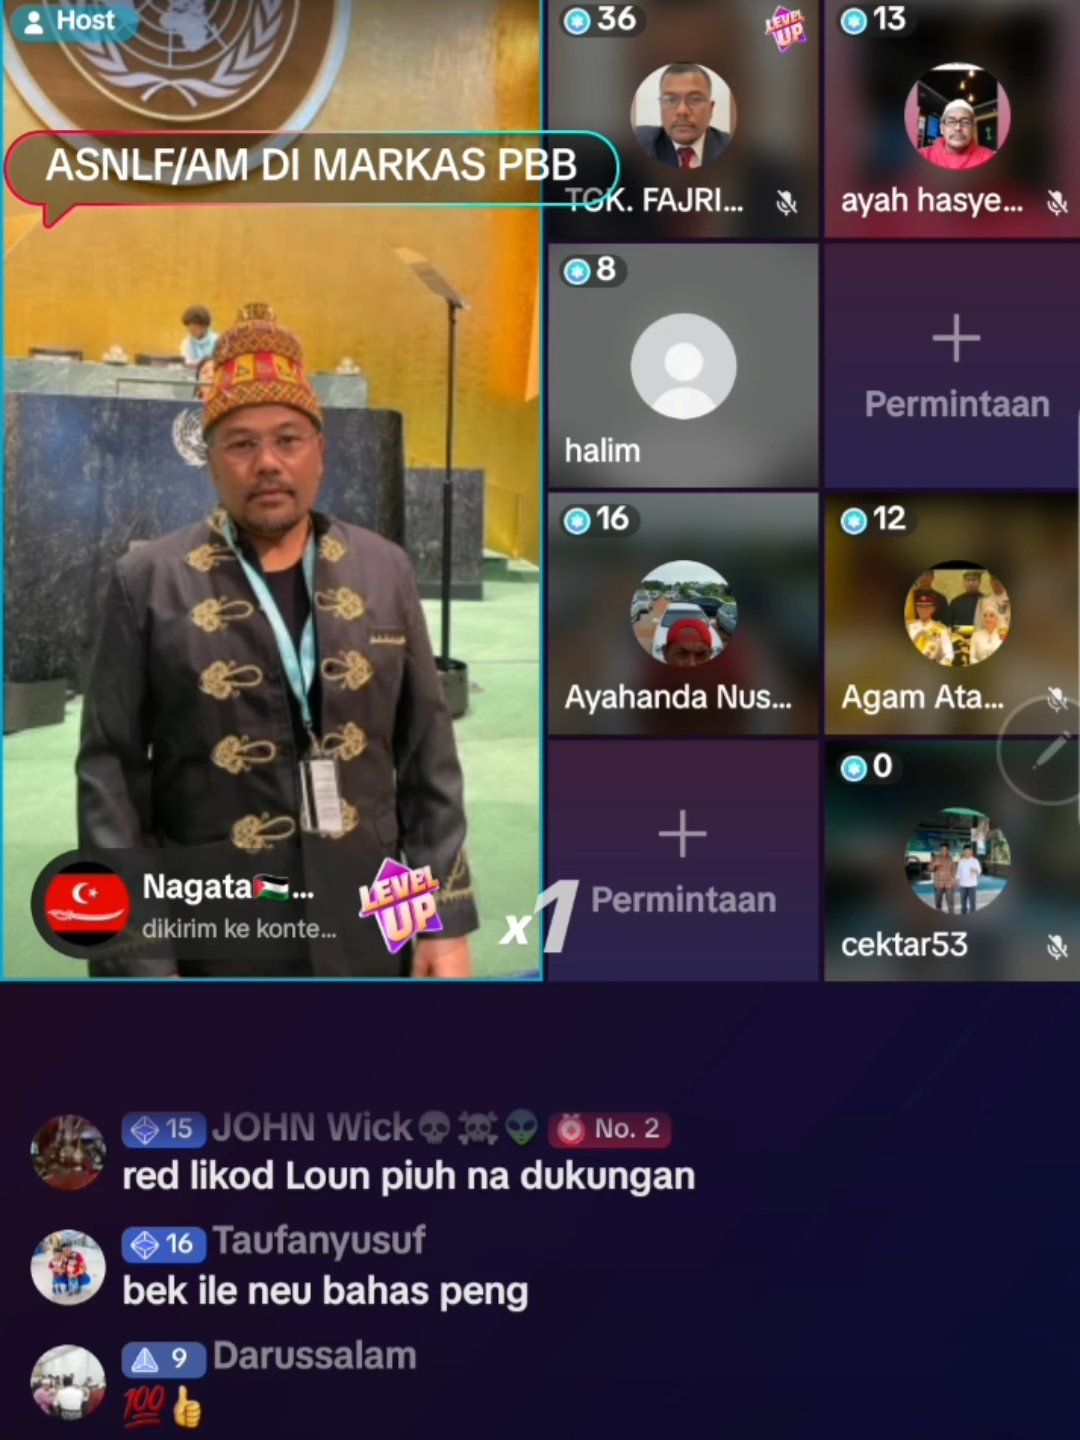 Host
ASNLF/AM DI MARKAS PBB
36
LEVEL UP
TGK. FAJRI...
13
ayah hasye...
8
halim
Permintaan
16
Ayahanda Nus...
12
Agam Ata...
Permintaan
0
cektar53
Nagata🇵🇸...
dikirim ke konte...
LEVEL UP
x1
15 JOHN Wick💀☠️👽 No. 2
red likod Loun piuh na dukungan
16 Taufanyusuf
bek ile neu bahas peng
9 Darussalam
💯👍